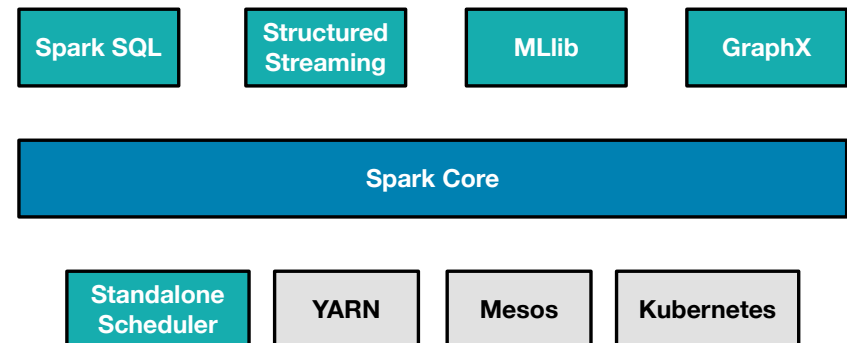 Spark SQL
Structured
Streaming
MLlib
GraphX
Spark Core
Standalone
Scheduler
YARN
Mesos
Kubernetes